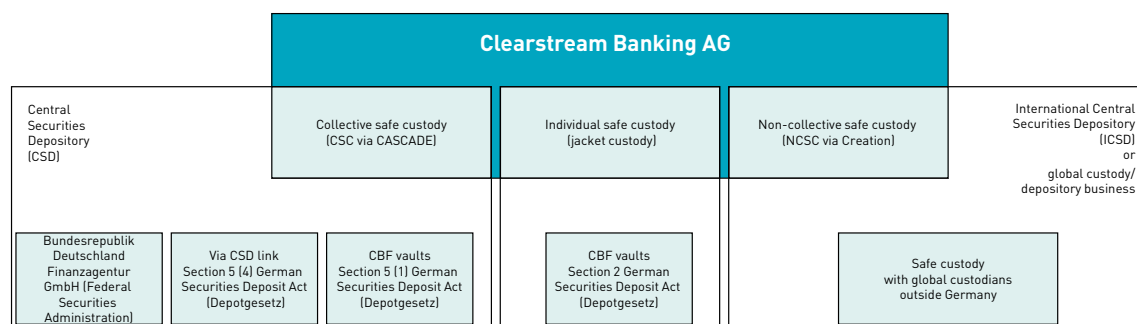 Clearstream Banking AG
Central
Securities
Depository
(CSD)
Collective safe custody
(CSC via CASCADE)
Individual safe custody
(jacket custody)
Non-collective safe custody
(NCSC via Creation)
International Central
Securities Depository
(ICSD)
or
global custody/
depository business
Bundesrepublik
Deutschland
Finanzagentur
GmbH (Federal
Securities
Administration)
Via CSD link
Section 5 (4) German
Securities Deposit Act
(Depotgesetz)
CBF vaults
Section 5 (1) German
Securities Deposit Act
(Depotgesetz)
CBF vaults
Section 2 German
Securities Deposit Act
(Depotgesetz)
Safe custody
with global custodians
outside Germany